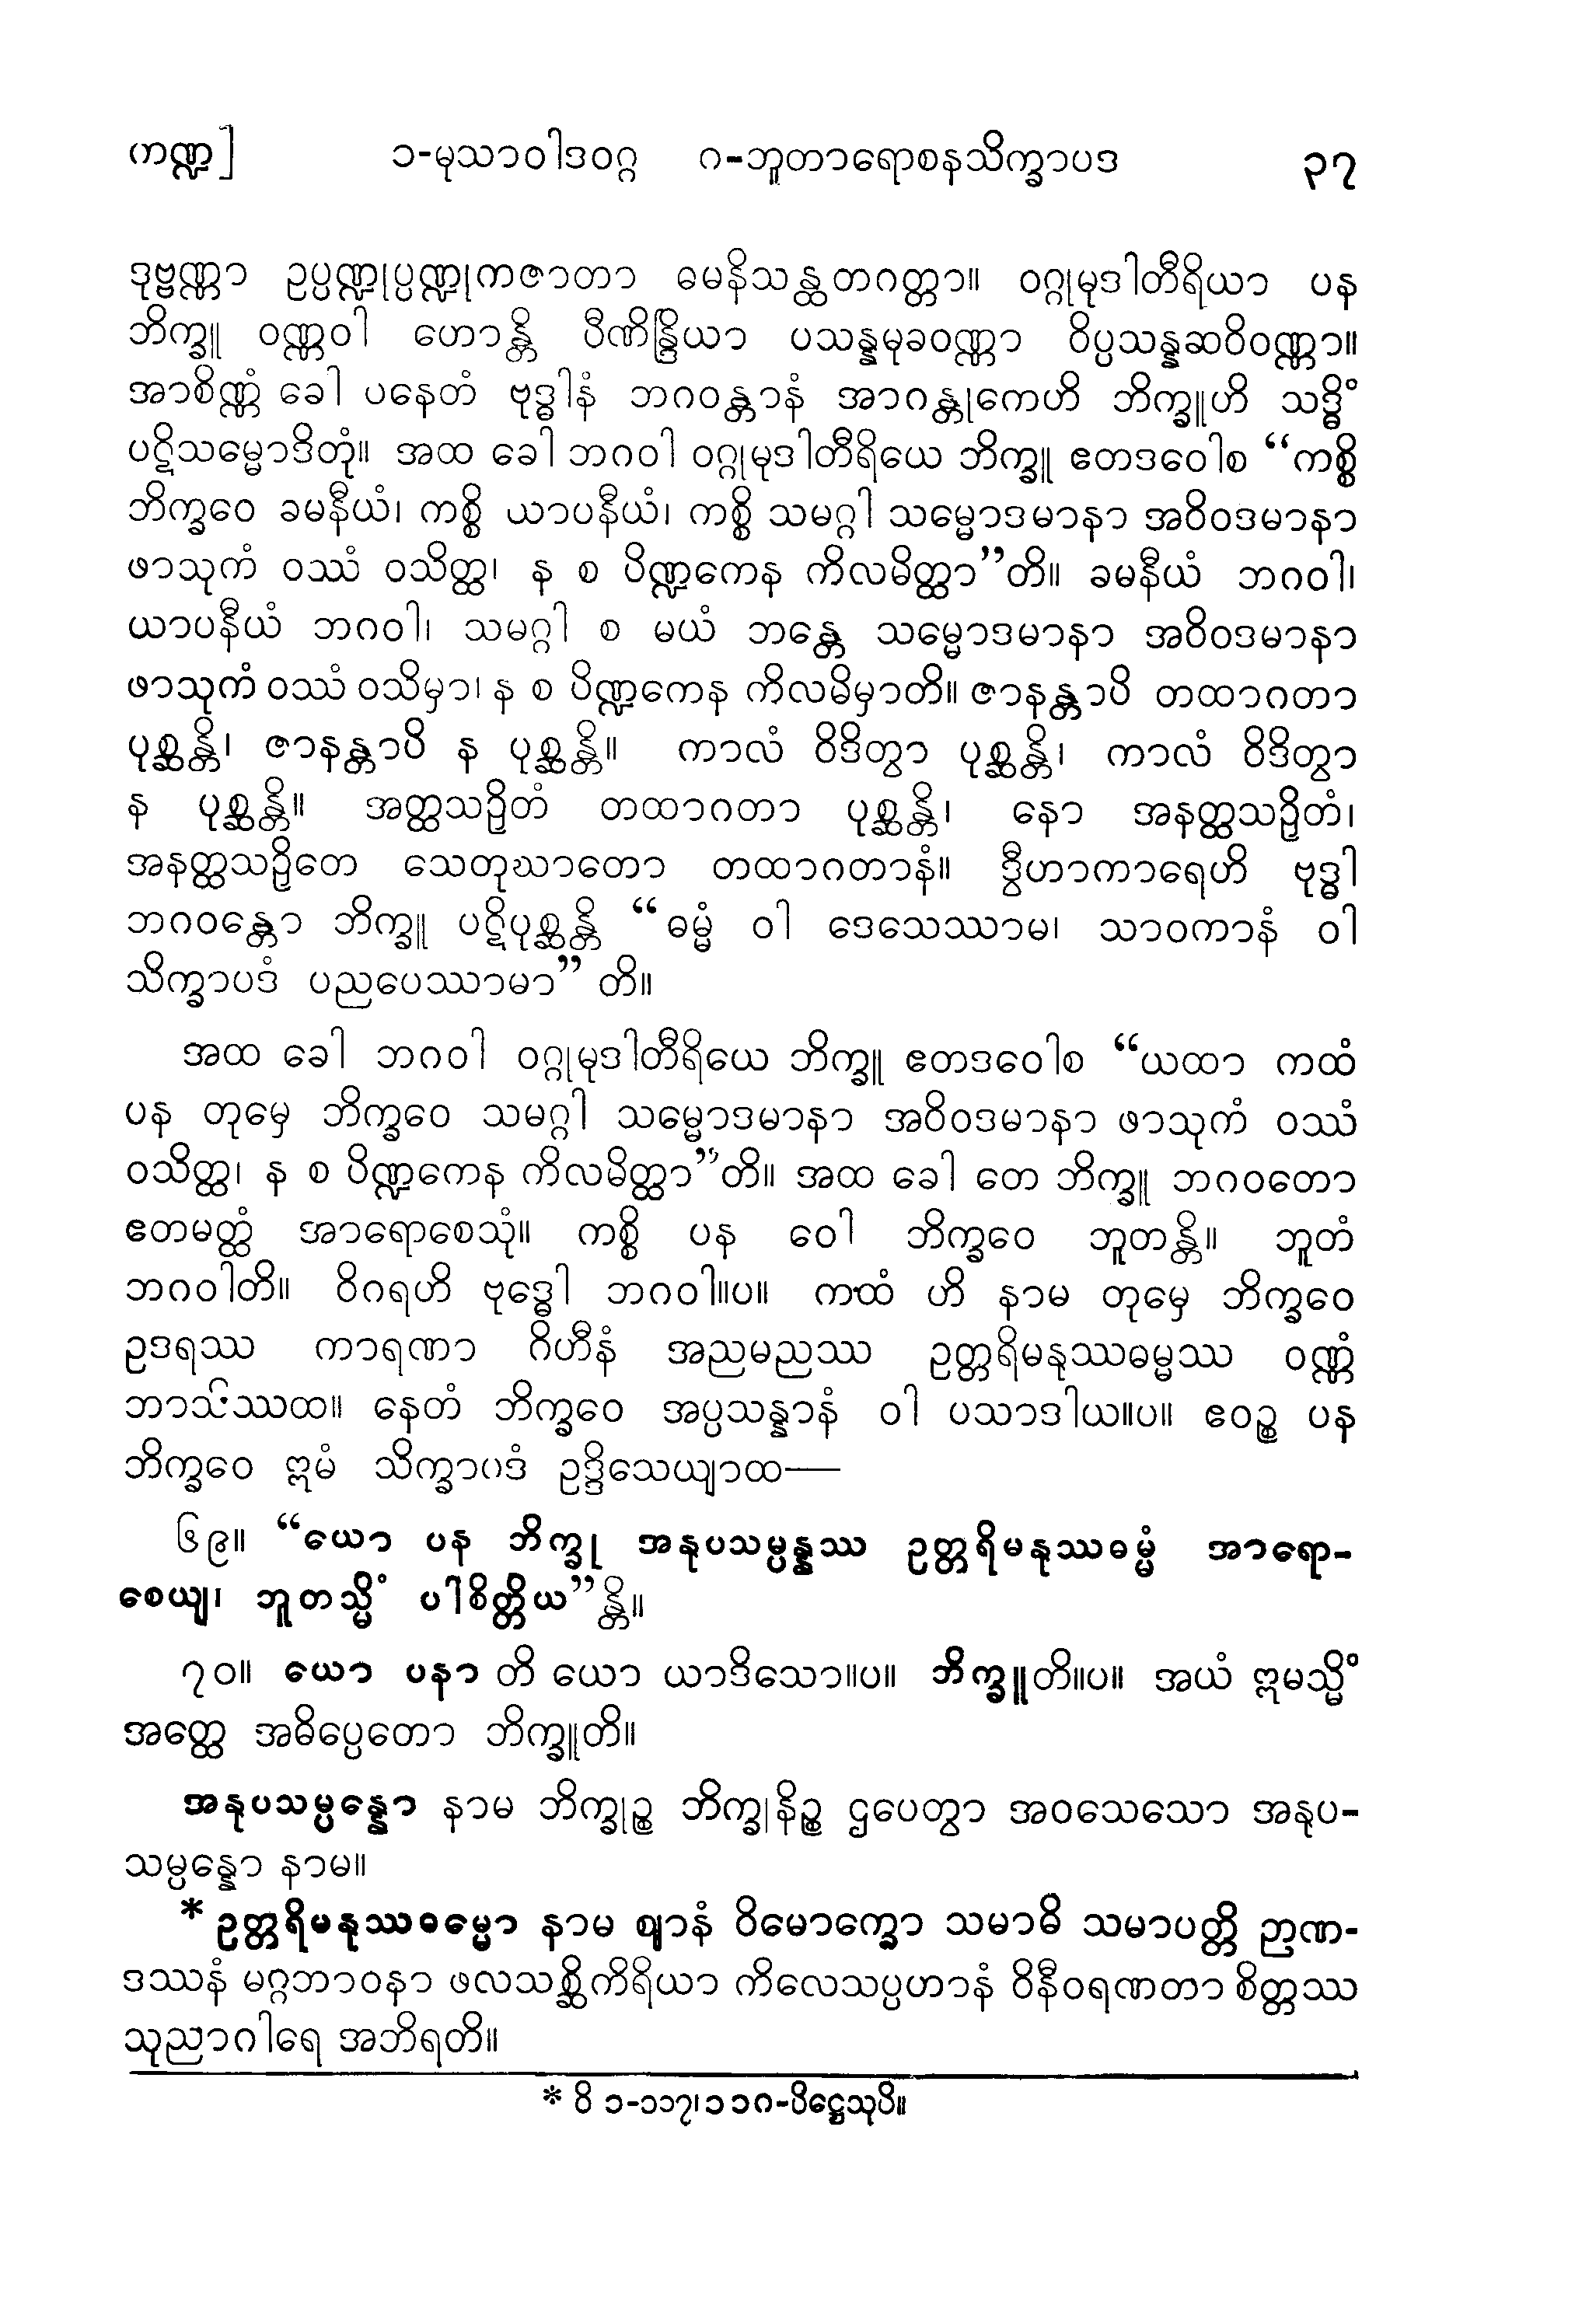 ကဏ္ဍ] ၁-မုသာဝါဒဝဂ္ဂ ဂ-ဘူတာရောစနသိက္ခာပဒ ၃၇
ဒုဗ္ဗဏ္ဏာ ဥပ္ပဏ္ဍုပ္ပဏ္ဍုကဇာတာ ဓမနိသန္ထတဂတ္တာ။ ဝဂ္ဂုမုဒါတီရိယာ ပန
ဘိက္ခူ ဝဏ္ဏဝါ ဟောန္တိ ပီဏိန္ဒြိယာ ပသန္နမုခဝဏ္ဏာ ဝိပ္ပသန္နဆဝိဝဏ္ဏာ။
အာစိဏ္ဏံ ခေါ ပနေတံ ဗုဒ္ဓါနံ ဘဂဝန္တာနံ အာဂန္တုကေဟိ ဘိက္ခူဟိ သဒ္ဓိံ
ပဋိသမ္မောဒိတုံ။ အထ ခေါ ဘဂဝါ ဝဂ္ဂုမုဒါတီရိယေ ဘိက္ခူ ဧတဒဝေါစ “ကစ္စိ
ဘိက္ခဝေ ခမနီယံ၊ ကစ္စိ ယာပနီယံ၊ ကစ္စိ သမဂ္ဂါ သမ္မောဒမာနာ အဝိဝဒမာနာ
ဖာသုကံ ဝဿံ ဝသိတ္ထ၊ န စ ပိဏ္ဍကေန ကိလမိတ္ထာ”တိ။ ခမနီယံ ဘဂဝါ၊
ယာပနီယံ ဘဂဝါ၊ သမဂ္ဂါ စ မယံ ဘန္တေ သမ္မောဒမာနာ အဝိဝဒမာနာ
ဖာသုကံ ဝဿံ ဝသိမှာ၊ န စ ပိဏ္ဍကေန ကိလမိမှာတိ။ ဇာနန္တာပိ တထာဂတာ
ပုစ္ဆန္တိ၊ ဇာနန္တာပိ န ပုစ္ဆန္တိ။ ကာလံ ဝိဒိတွာ ပုစ္ဆန္တိ၊ ကာလံ ဝိဒိတွာ
န ပုစ္ဆန္တိ။ အတ္ထသဉှိတံ တထာဂတာ ပုစ္ဆန္တိ၊ နော အနတ္ထသဉှိတံ၊
အနတ္ထသဉှိတေ သေတုဃာတော တထာဂတာနံ။ ဒွီဟာကာရေဟိ ဗုဒ္ဓါ
ဘဂဝန္တော ဘိက္ခူ ပဋိပုစ္ဆန္တိ “ဓမ္မံ ဝါ ဒေသေဿာမ၊ သာဝကာနံ ဝါ
သိက္ခာပဒံ ပညပေဿာမာ” တိ။
အထ ခေါ ဘဂဝါ ဝဂ္ဂုမုဒါတီရိယေ ဘိက္ခူ ဧတဒဝေါစ “ယထာ ကထံ
ပန တုမှေ ဘိက္ခဝေ သမဂ္ဂါ သမ္မောဒမာနာ အဝိဝဒမာနာ ဖာသုကံ ဝဿံ
ဝသိတ္ထ၊ န စ ပိဏ္ဍကေန ကိလမိတ္ထာ”တိ။ အထ ခေါ တေ ဘိက္ခူ ဘဂဝတော
ဧတမတ္ထံ အာရောစေသုံ။ ကစ္စိ ပန ဝေါ ဘိက္ခဝေ ဘူတန္တိ။ ဘူတံ
ဘဂဝါတိ။ ဝိဂရဟိ ဗုဒ္ဓေါ ဘဂဝါ။ပ။ ကထံ ဟိ နာမ တုမှေ ဘိက္ခဝေ
ဥဒရဿ ကာရဏာ ဂိဟီနံ အညမညဿ ဥတ္တရိမနုဿဓမ္မဿ ဝဏ္ဏံ
ဘာသိဿထ။ နေတံ ဘိက္ခဝေ အပ္ပသန္နာနံ ဝါ ပသာဒါယ။ပ။ ဧဝဉ္စ ပန
ဘိက္ခဝေ ဣမံ သိက္ခာပဒံ ဥဒ္ဒိသေယျာထ—
၆၉။ “ယော ပန ဘိက္ခု အနုပသမ္ပန္နဿ ဥတ္တရိမနုဿဓမ္မံ အာရော-
စေယျ၊ ဘူတသ္မိံ ပါစိတ္တိယ”န္တိ။
၇၀။ ယော ပနာ တိ ယော ယာဒိသော။ပ။ ဘိက္ခူတိ။ပ။ အယံ ဣမသ္မိံ
အတ္ထေ အဓိပ္ပေတော ဘိက္ခူတိ။
အနုပသမ္ပန္နော နာမ ဘိက္ခုဉ္စ ဘိက္ခုနိဉ္စ ဌပေတွာ အဝသေသော အနုပ-
သမ္ပန္နော နာမ။
* ဥတ္တရိမနုဿဓမ္မော နာမ ဈာနံ ဝိမောက္ခော သမာဓိ သမာပတ္တိ ဉာဏ-
ဒဿနံ မဂ္ဂဘာဝနာ ဖလသစ္ဆိကိရိယာ ကိလေသပ္ပဟာနံ ဝိနီဝရဏတာ စိတ္တဿ
သုညာဂါရေ အဘိရတိ။
* ဝိ ၁-၁၁၇၊ ၁၁ဂ-ပိဋ္ဌေသုပိ။